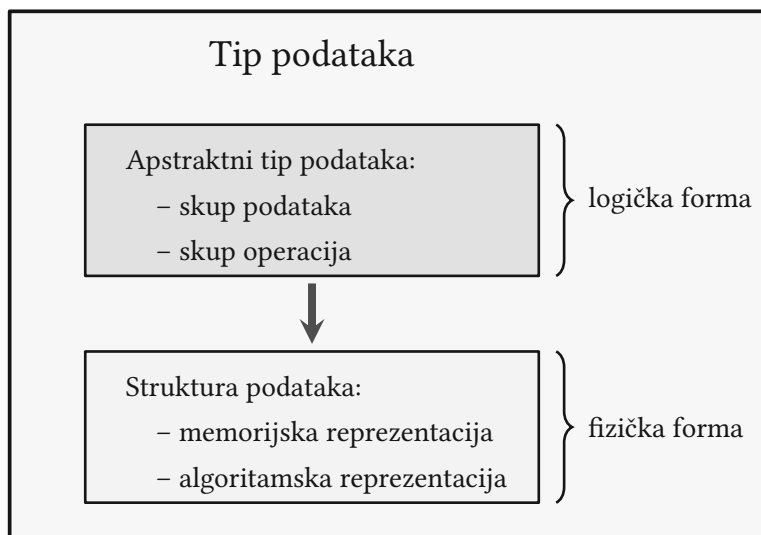 Tip podataka
Apstraktni tip podataka:
– skup podataka
– skup operacija
logička forma
Struktura podataka:
– memorijska reprezentacija
– algoritamska reprezentacija
fizička forma